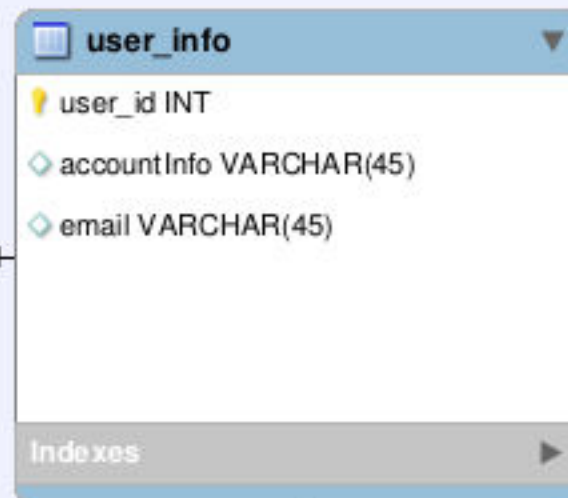 user_info
user_id INT
accountInfo VARCHAR(45)
email VARCHAR(45)
Indexes